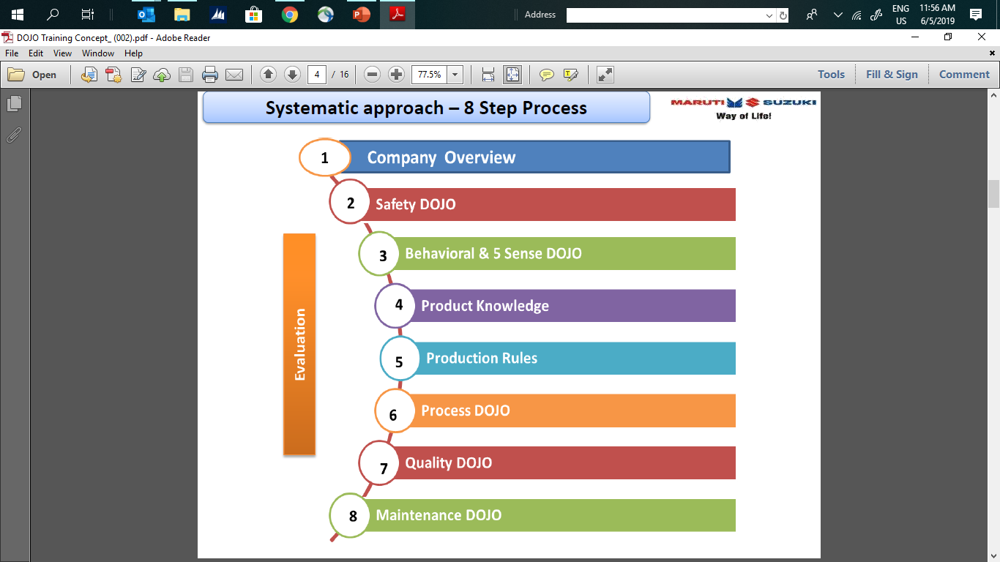 Address
ENG
US
11:56 AM
6/5/2019
DOJO Training Concept_ (002).pdf - Adobe Reader
File Edit View Window Help
Open 4 / 16 77.5% Tools Fill & Sign Comment
Systematic approach – 8 Step Process
MARUTI SUZUKI
Way of Life!
1 Company Overview
2 Safety DOJO
3 Behavioral & 5 Sense DOJO
4 Product Knowledge
5 Production Rules
6 Process DOJO
7 Quality DOJO
8 Maintenance DOJO
Evaluation